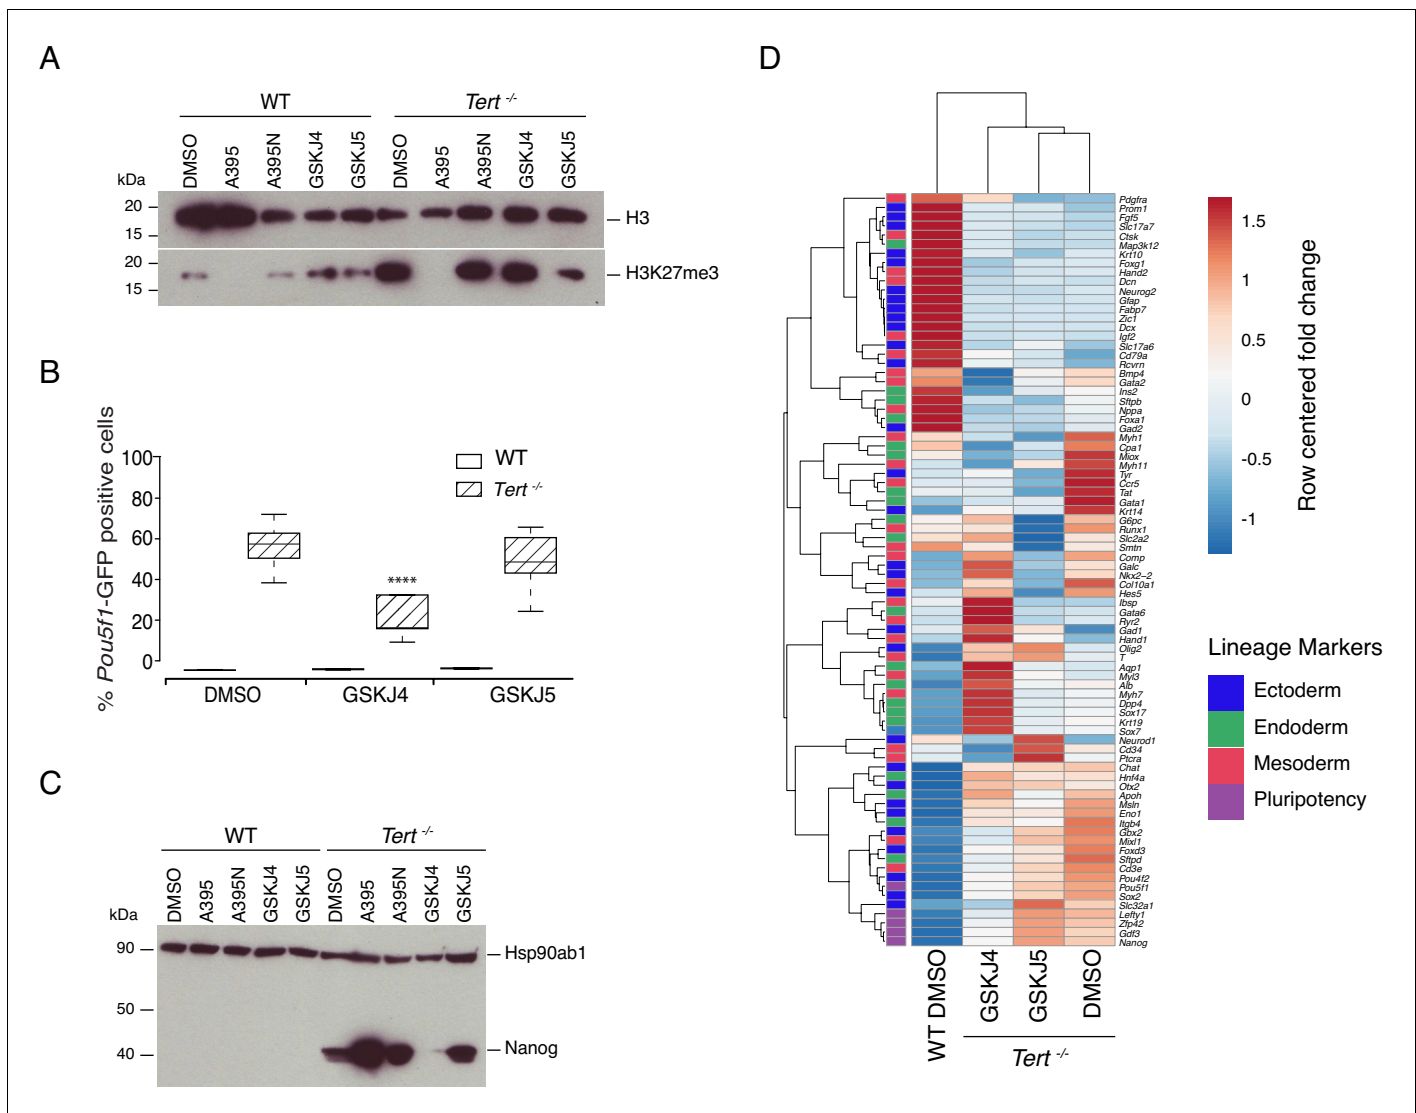 A
WT
Tert -/-
DMSO
A395
A395N
GSKJ4
GSKJ5
DMSO
A395
A395N
GSKJ4
GSKJ5
kDa
20
15
H3
20
15
H3K27me3
B
% Pou5f1-GFP positive cells
100
80
60
40
20
0
WT
Tert -/-
****
DMSO
GSKJ4
GSKJ5
C
WT
Tert -/-
DMSO
A395
A395N
GSKJ4
GSKJ5
DMSO
A395
A395N
GSKJ4
GSKJ5
kDa
90
50
40
Hsp90ab1
Nanog
D
Pdgfra
Prom1
Fgf5
Slc17a7
Ctsk
Map3k12
Krt10
Foxg1
Hand2
Dcn
Neurog2
Gfap
Fabp7
Zic1
Dcx
Igf2
Slc17a6
Cd79a
Rcvrn
Bmp4
Gata2
Ins2
Sftpb
Nppa
Foxa1
Gad2
Myh1
Cpa1
Miox
Myh11
Tyr
Ccr5
Tat
Gata1
Krt14
G6pc
Runx1
Slc2a2
Smtn
Comp
Galc
Nkx2-2
Col10a1
Hes5
Ibsp
Gata6
Ryr2
Gad1
Hand1
Olig2
T
Aqp1
Myl3
Alb
Myh7
Dpp4
Sox17
Krt19
Sox7
Neurod1
Cd34
Ptcra
Chat
Hnf4a
Otx2
Apoh
Msln
Eno1
Itgb4
Gbx2
Mixl1
Foxd3
Sftpd
Cd3e
Pou4f2
Pou5f1
Sox2
Slc32a1
Lefty1
Zfp42
Gdf3
Nanog
WT DMSO
GSKJ4
GSKJ5
DMSO
Tert -/-
1.5
1
0.5
0
-0.5
-1
Row centered fold change
Lineage Markers
Ectoderm
Endoderm
Mesoderm
Pluripotency